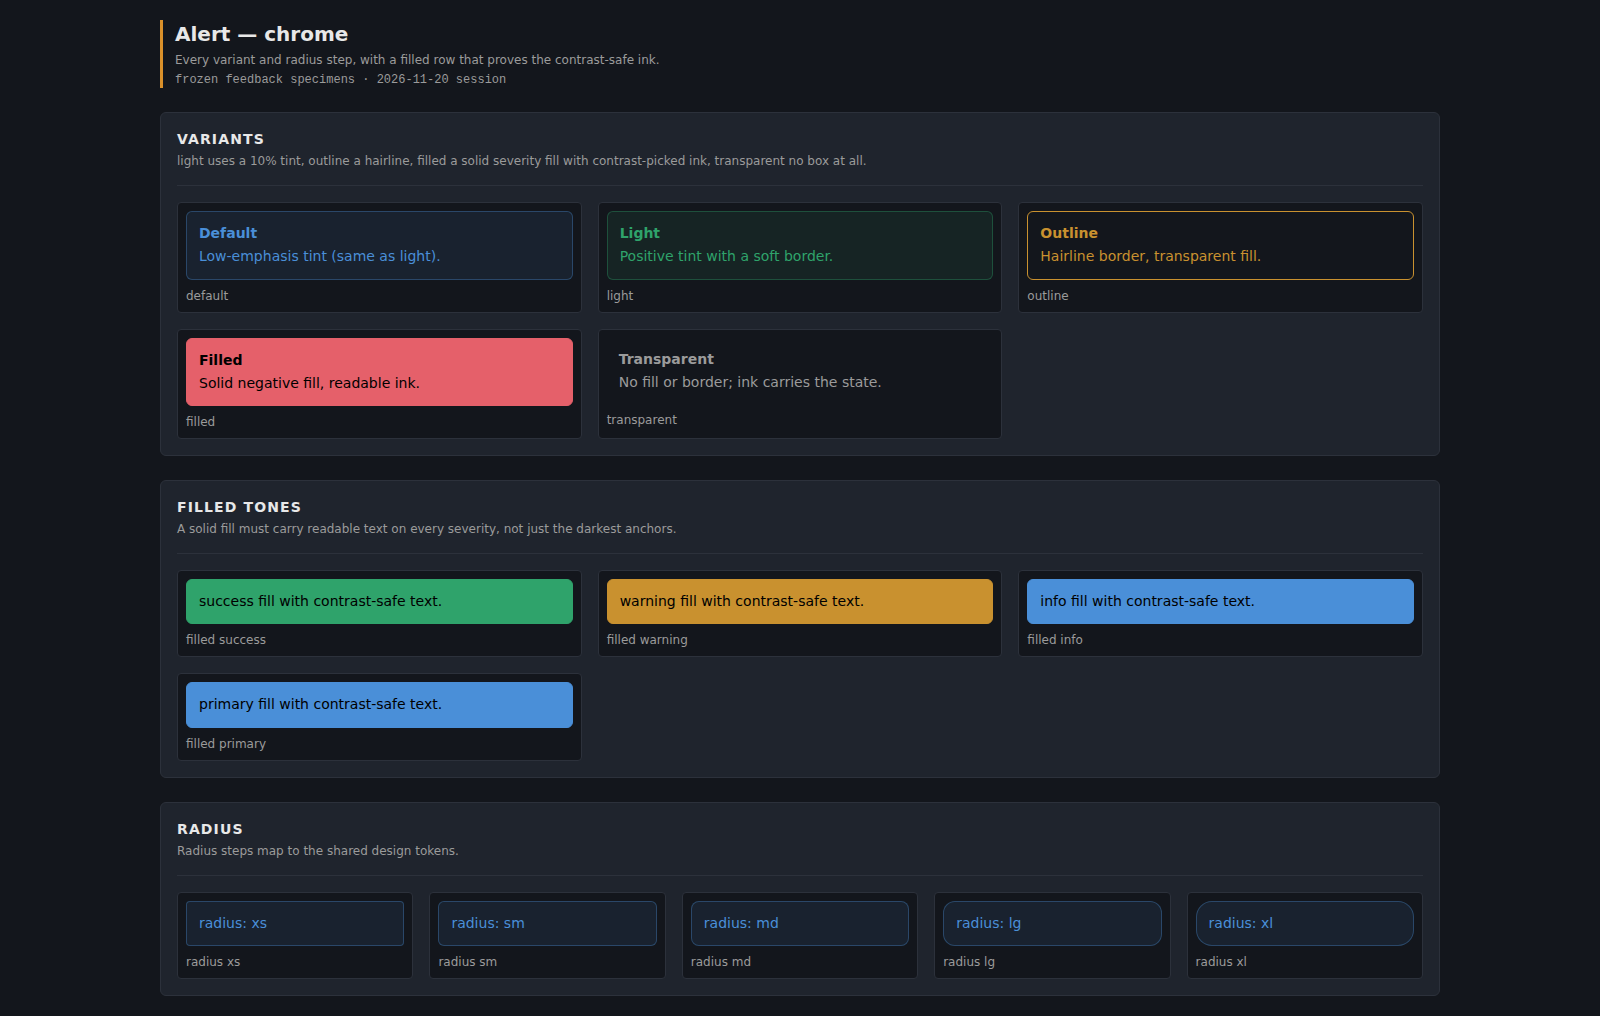 Alert — chrome
Every variant and radius step, with a filled row that proves the contrast-safe ink.
frozen feedback specimens · 2026-11-20 session
VARIANTS
light uses a 10% tint, outline a hairline, filled a solid severity fill with contrast-picked ink, transparent no box at all.
Default
Low-emphasis tint (same as light).
default
Light
Positive tint with a soft border.
light
Outline
Hairline border, transparent fill.
outline
Filled
Solid negative fill, readable ink.
filled
Transparent
No fill or border; ink carries the state.
transparent
FILLED TONES
A solid fill must carry readable text on every severity, not just the darkest anchors.
success fill with contrast-safe text.
filled success
warning fill with contrast-safe text.
filled warning
info fill with contrast-safe text.
filled info
primary fill with contrast-safe text.
filled primary
RADIUS
Radius steps map to the shared design tokens.
radius: xs
radius xs
radius: sm
radius sm
radius: md
radius md
radius: lg
radius lg
radius: xl
radius xl